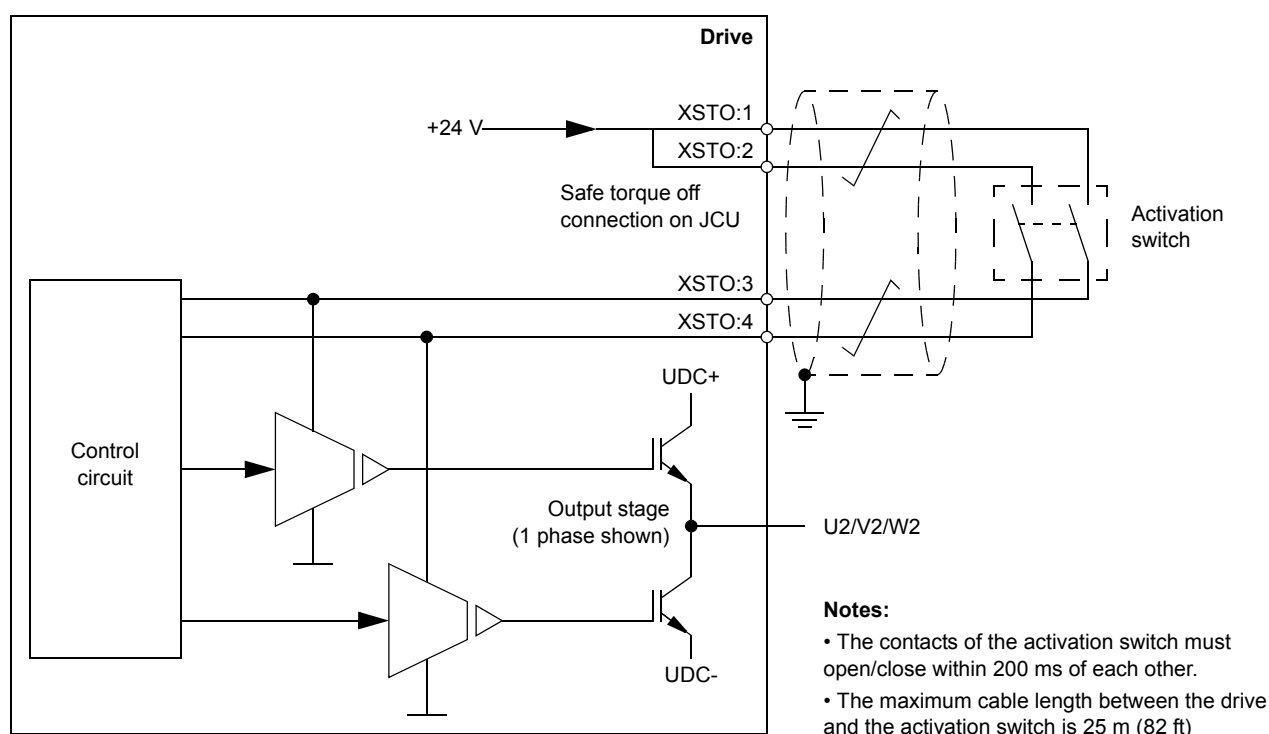 Drive
+24 V
XSTO:1
XSTO:2
Safe torque off
connection on JCU
Activation
switch
XSTO:3
XSTO:4
UDC+
Control
circuit
Output stage
(1 phase shown)
U2/V2/W2
UDC-
Notes:
• The contacts of the activation switch must
open/close within 200 ms of each other.
• The maximum cable length between the drive
and the activation switch is 25 m (82 ft)